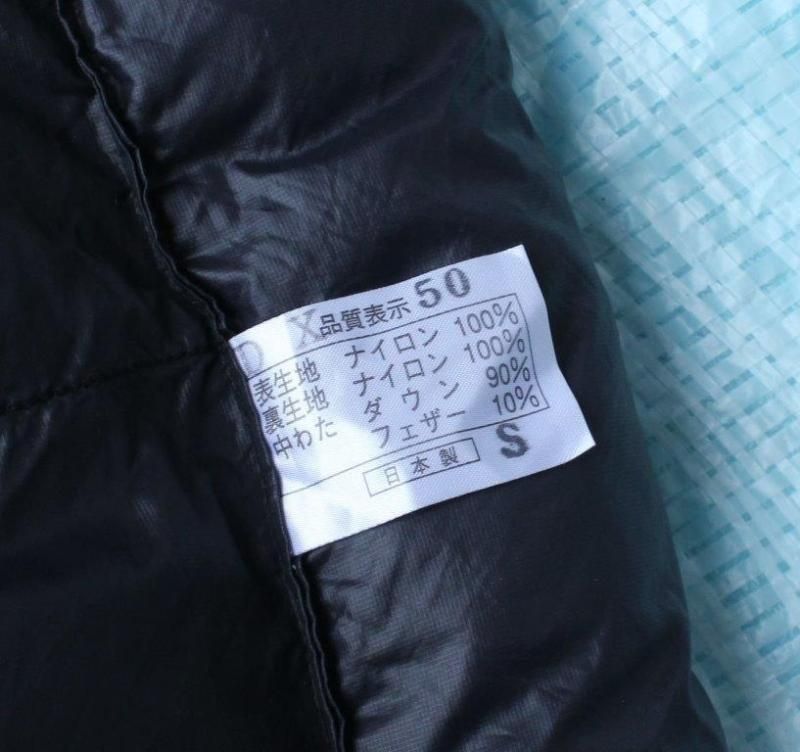 D X 品質表示 50
表生地 ナイロン 100%
裏生地 ナイロン 100%
中わた ダウン 90%
フェザー 10%
日本製 S